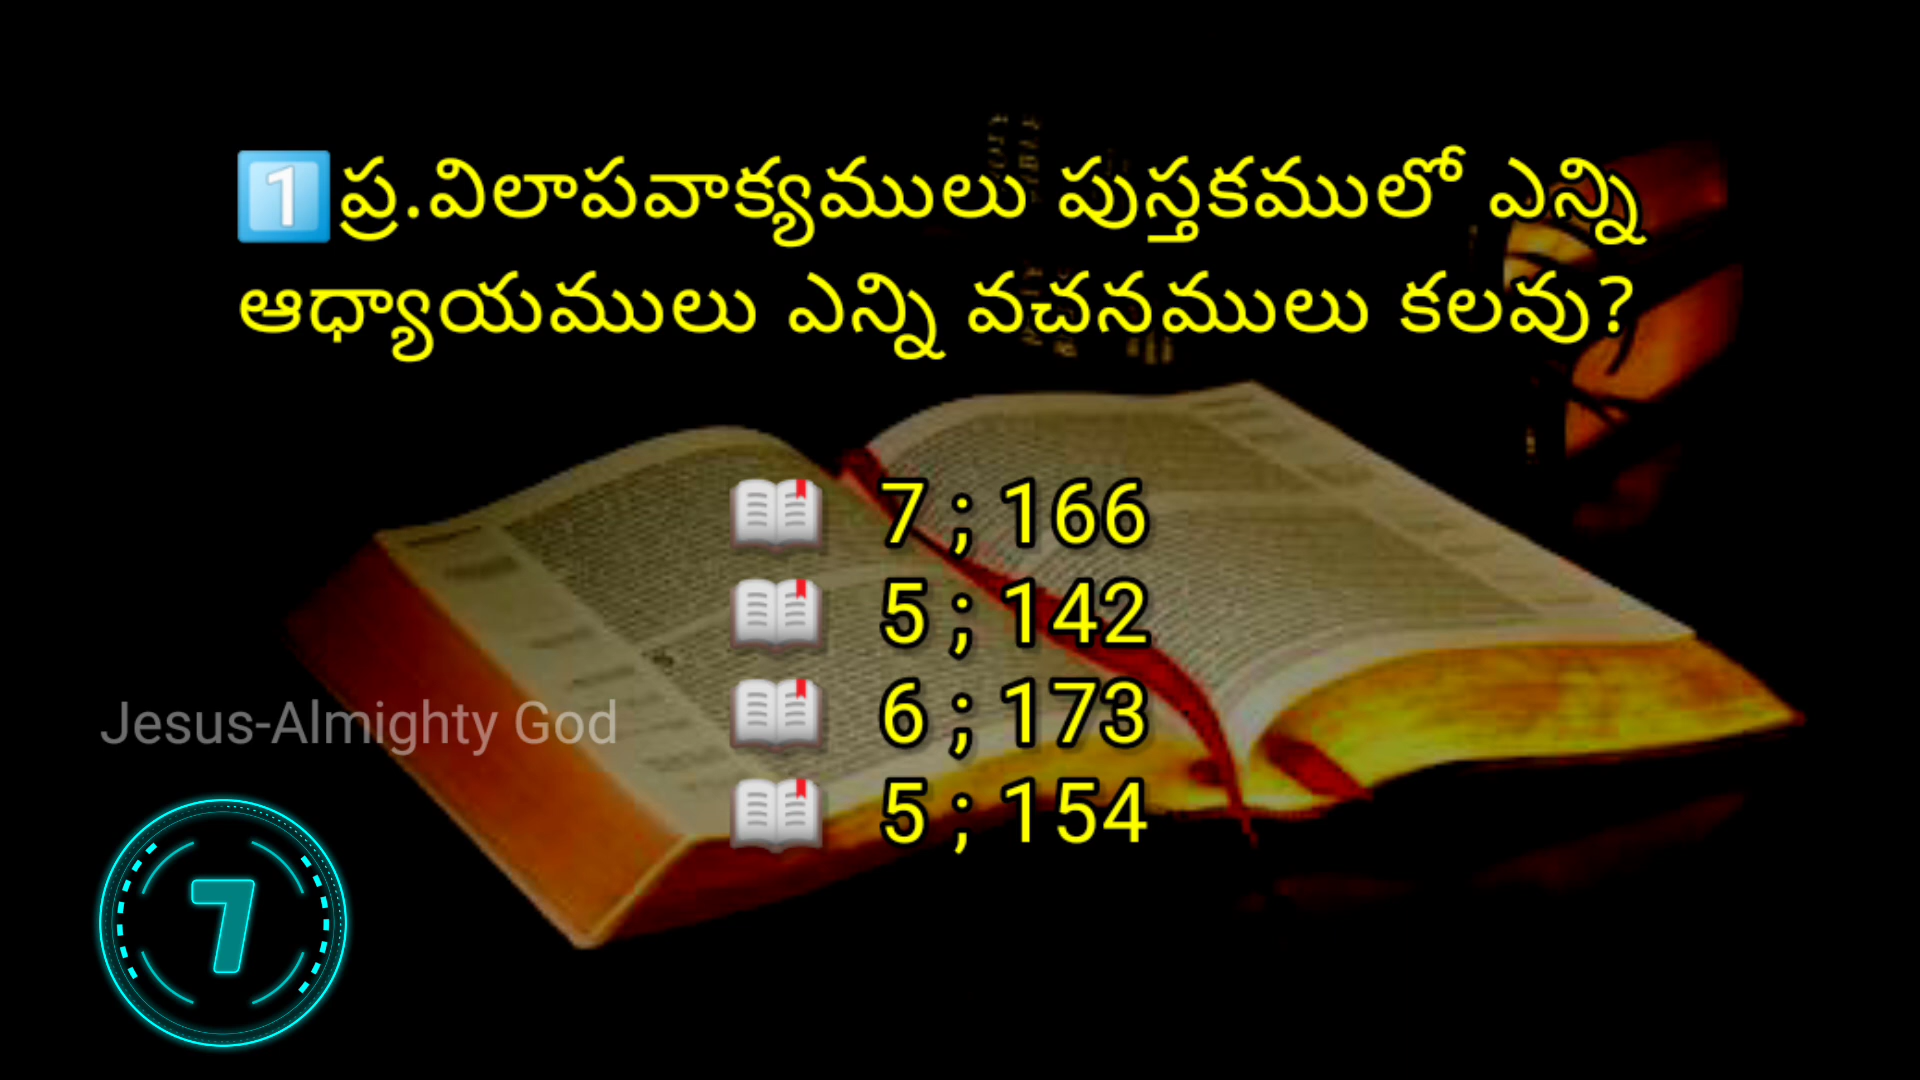 1️⃣ప్ర.విలాపవాక్యములు పుస్తకములో ఎన్ని
ఆధ్యాయములు ఎన్ని వచనములు కలవు?
📖 7 ; 166
📖 5 ; 142
📖 6 ; 173
📖 5 ; 154
Jesus-Almighty God
7